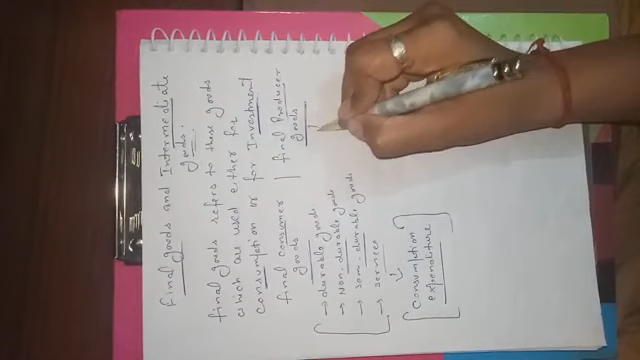 Final goods and Intermediate
goods.
final goods refers to those goods
which are used either for
Consumption or for Investment
final consumer | final Producer
goods
goods
→ durable goods
→ Non-durable goods
→ sem-durable goods
→ services
Consumption
expenditure